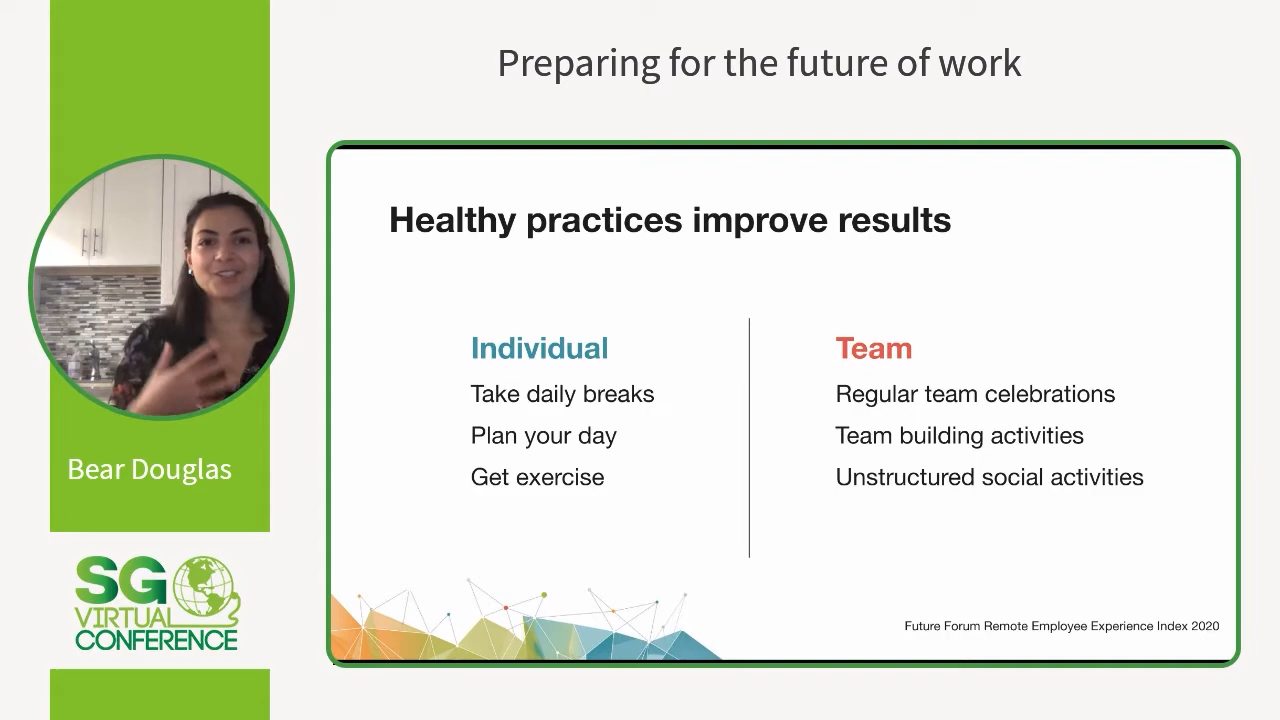 Preparing for the future of work
Healthy practices improve results
Individual
Take daily breaks
Plan your day
Get exercise
Team
Regular team celebrations
Team building activities
Unstructured social activities
Future Forum Remote Employee Experience Index 2020
Bear Douglas
SG
VIRTUAL
CONFERENCE